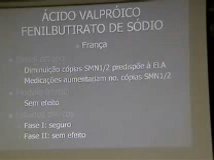 ÁCIDO VALPRÓICO
FENILBUTIRATO DE SÓDIO
França
Diminuição cópias SMN1/2 predispõe à ELA
Medicações aumentariam no. cópias SMN1/2
Sem efeito
Fase I: seguro
Fase II: sem efeito